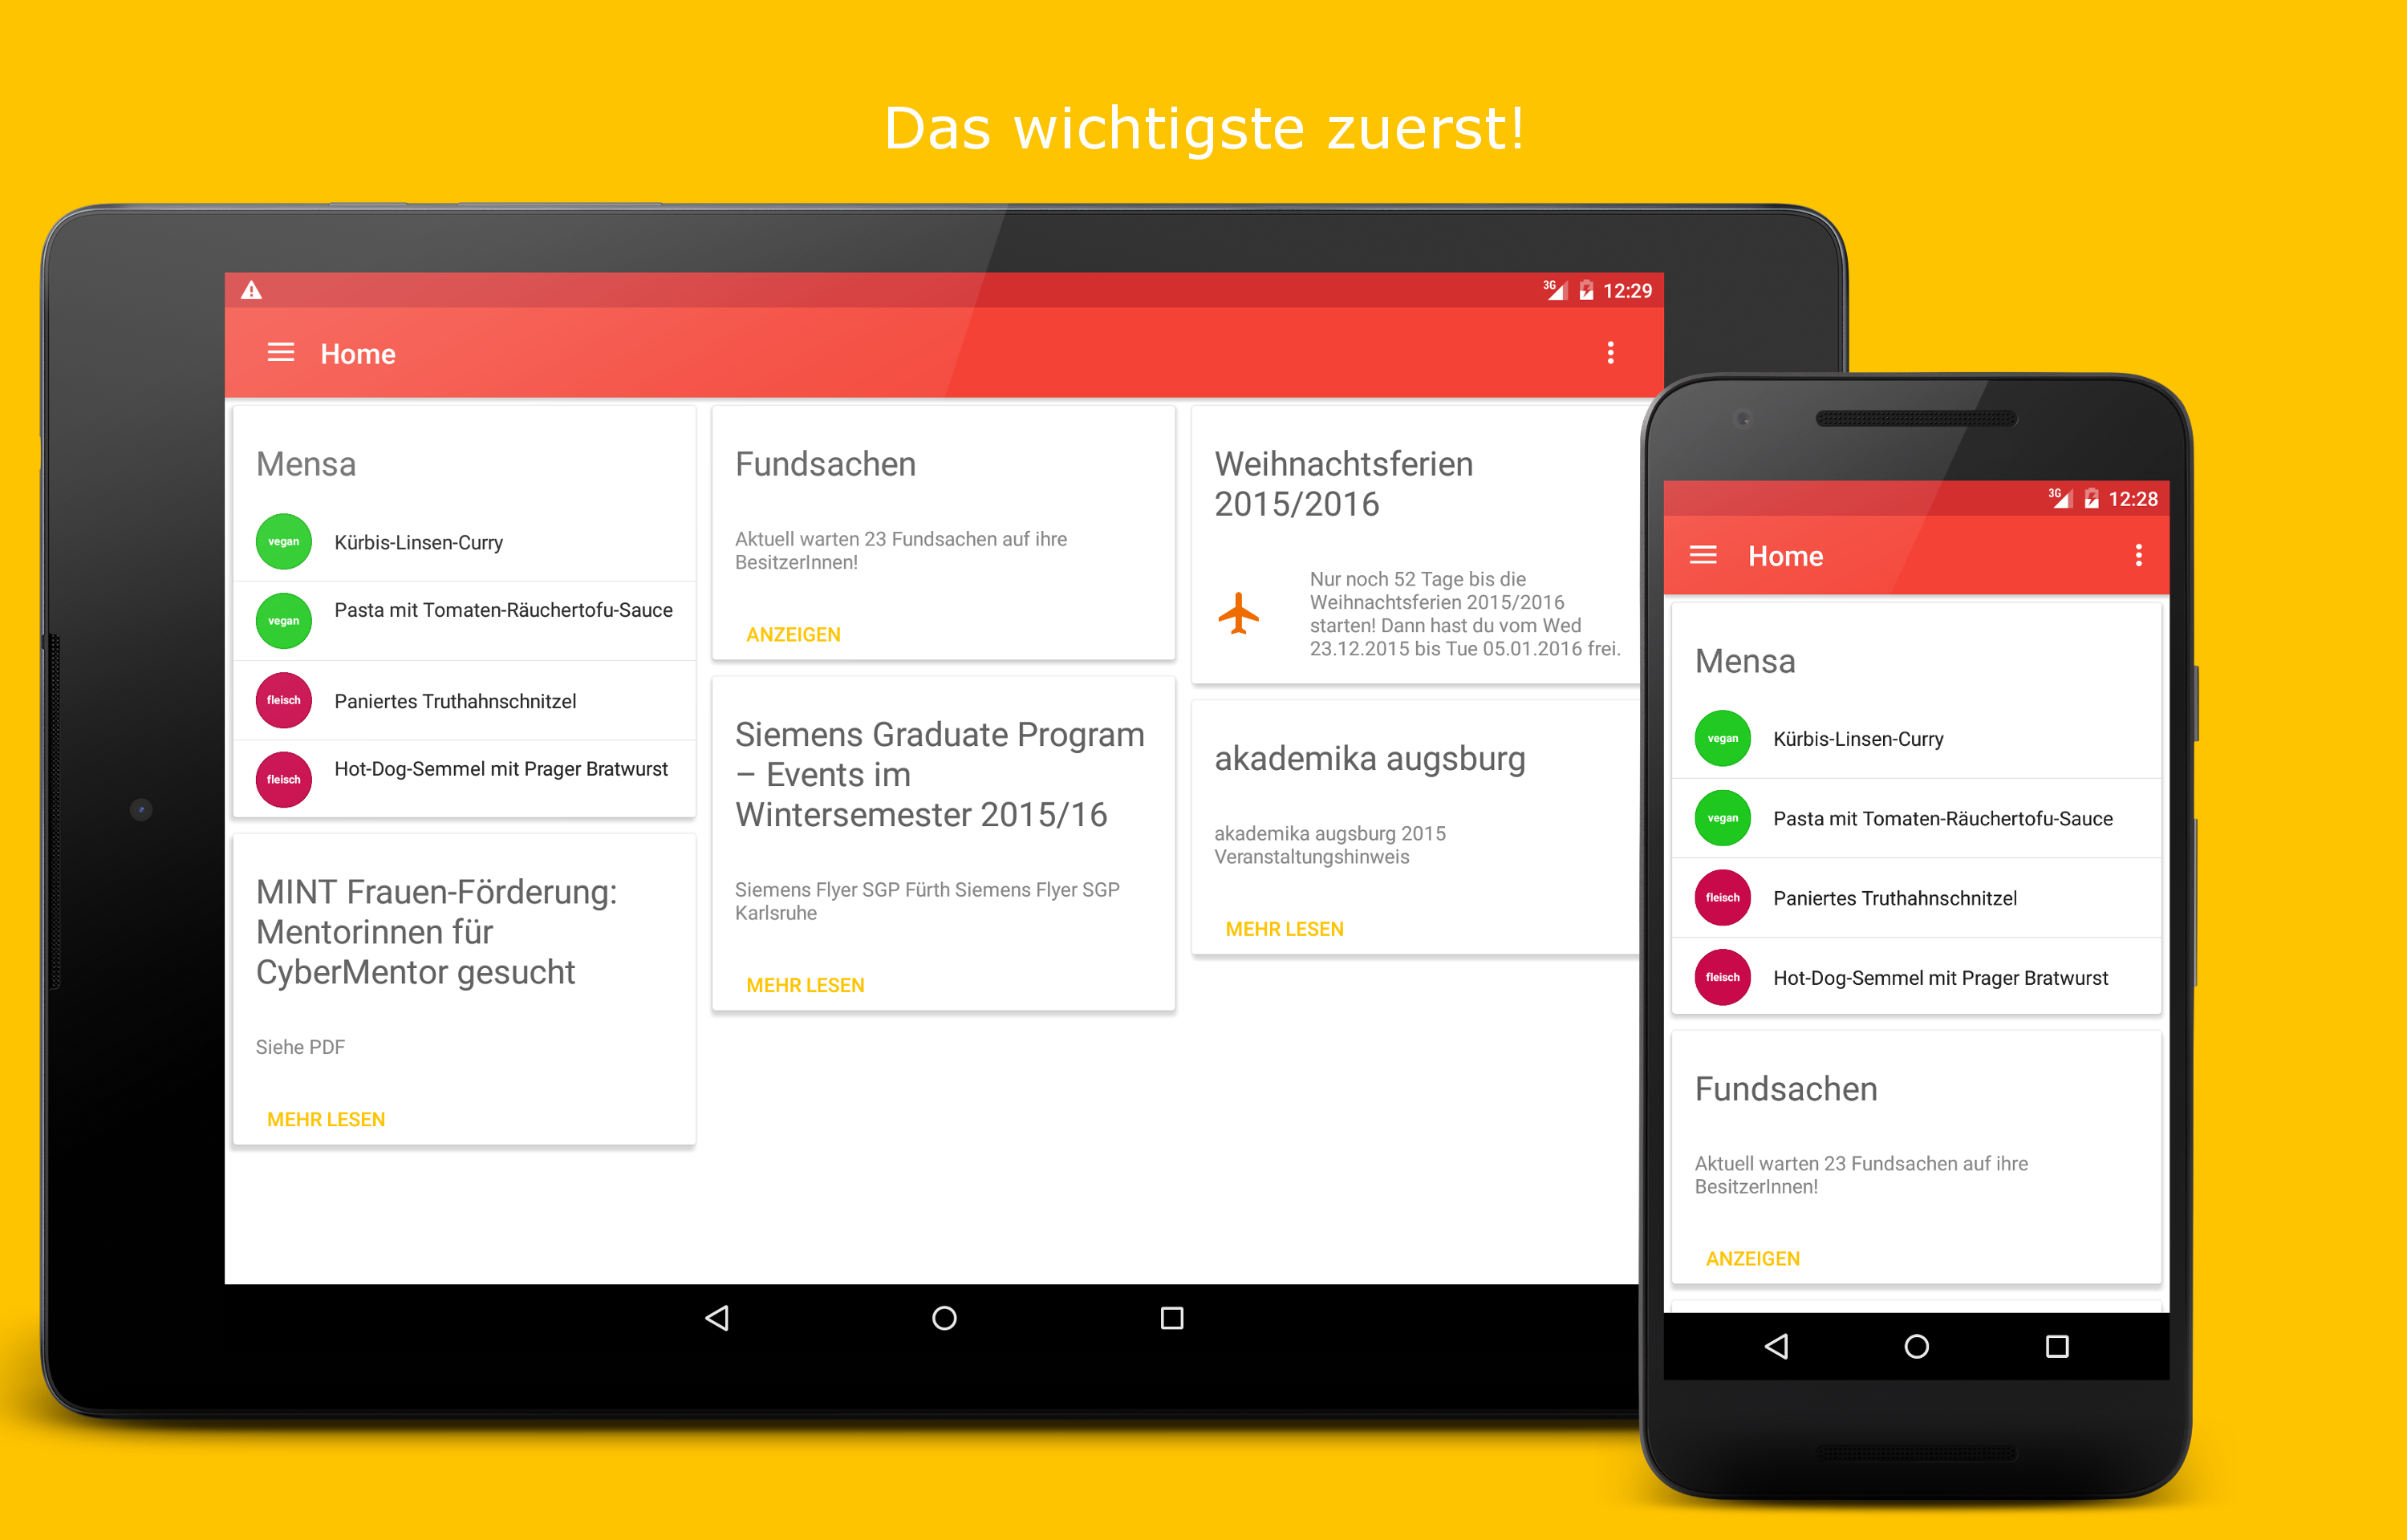 Das wichtigste zuerst!
3G 12:29
Home
Mensa
vegan Kürbis-Linsen-Curry
vegan Pasta mit Tomaten-Räuchertofu-Sauce
fleisch Paniertes Truthahnschnitzel
fleisch Hot-Dog-Semmel mit Prager Bratwurst
MINT Frauen-Förderung:
Mentorinnen für
CyberMentor gesucht
Siehe PDF
MEHR LESEN
Fundsachen
Aktuell warten 23 Fundsachen auf ihre
BesitzerInnen!
ANZEIGEN
Siemens Graduate Program
– Events im
Wintersemester 2015/16
Siemens Flyer SGP Fürth Siemens Flyer SGP
Karlsruhe
MEHR LESEN
Weihnachtsferien
2015/2016
Nur noch 52 Tage bis die
Weihnachtsferien 2015/2016
starten! Dann hast du vom Wed
23.12.2015 bis Tue 05.01.2016 frei.
akademika augsburg
akademika augsburg 2015
Veranstaltungshinweis
MEHR LESEN
3G 12:28
Home
Mensa
vegan Kürbis-Linsen-Curry
vegan Pasta mit Tomaten-Räuchertofu-Sauce
fleisch Paniertes Truthahnschnitzel
fleisch Hot-Dog-Semmel mit Prager Bratwurst
Fundsachen
Aktuell warten 23 Fundsachen auf ihre
BesitzerInnen!
ANZEIGEN